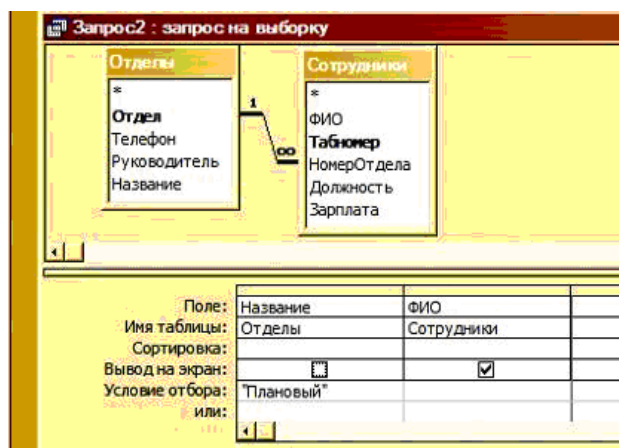 Запрос2 : запрос на выборку
Отделы
*
Отдел
Телефон
Руководитель
Название
1
∞
Сотрудники
*
ФИО
Табномер
НомерОтдела
Должность
Зарплата
Поле: Название ФИО
Имя таблицы: Отделы Сотрудники
Сортировка:
Вывод на экран:
Условие отбора: "Плановый"
или: